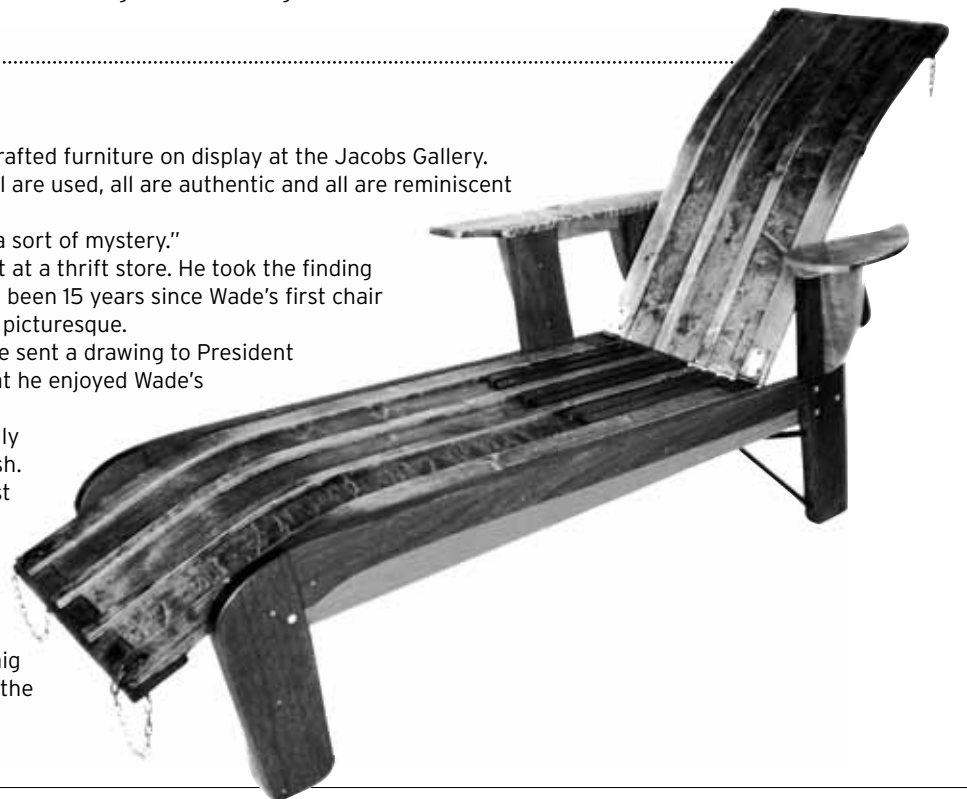 rafted furniture on display at the Jacobs Gallery.
l are used, all are authentic and all are reminiscent
a sort of mystery.”
t at a thrift store. He took the finding
been 15 years since Wade’s first chair
picturesque.
e sent a drawing to President
at he enjoyed Wade’s
ly
sh.
st
nig
the